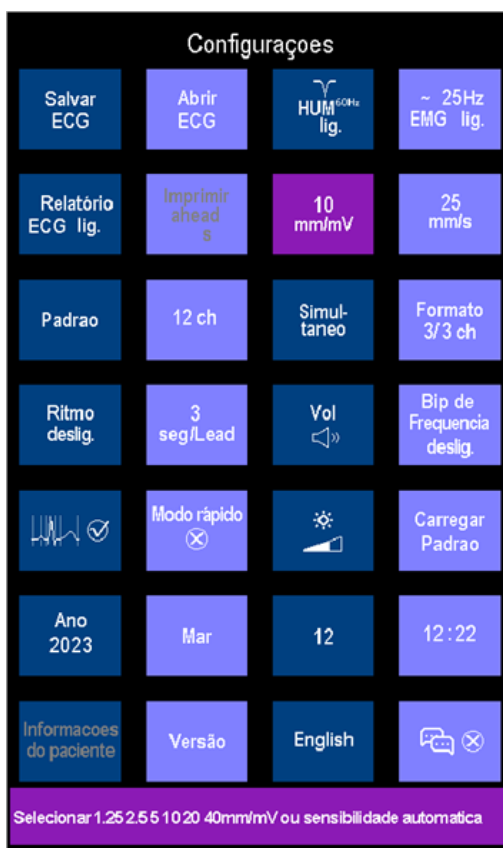 Configuraçoes
Salvar
ECG
Abrir
ECG
HUM60Hz
lig.
~ 25Hz
EMG lig.
Relatório
ECG lig.
Imprimir
ahead
s
10
mm/mV
25
mm/s
Padrao
12 ch
Simul-
taneo
Formato
3/3 ch
Ritmo
deslig.
3
seg/Lead
Vol
Bip de
Frequencia
deslig.
Modo rápido
Carregar
Padrao
Ano
2023
Mar
12
12:22
Informacoes
do paciente
Versão
English
Selecionar 1.25 2.5 5 10 20 40mm/mV ou sensibilidade automatica